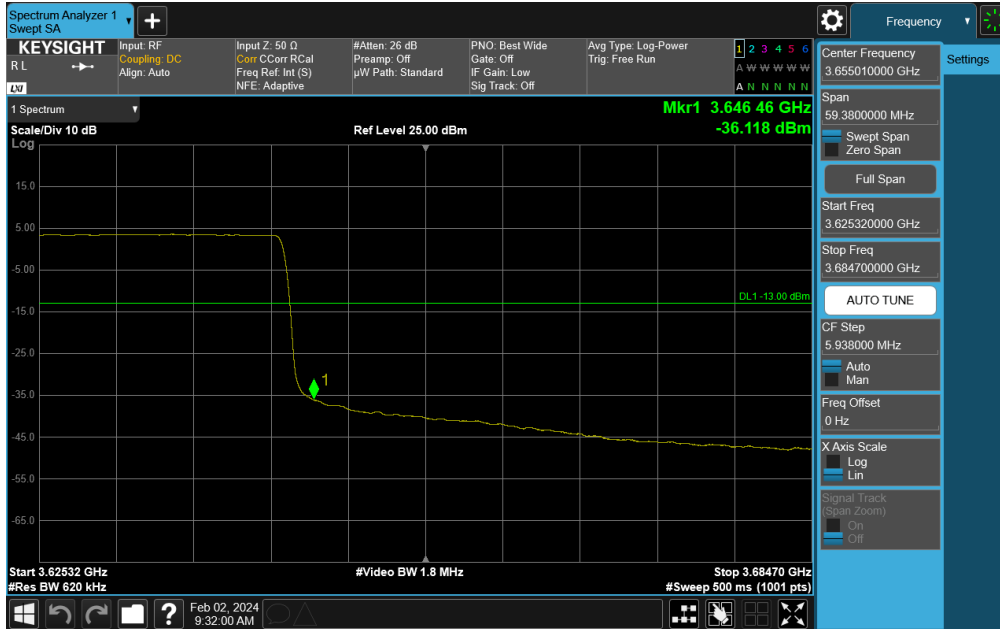 Spectrum Analyzer 1
Swept SA
Frequency
KEYSIGHT
R L
LXI
Input: RF
Coupling: DC
Align: Auto
Input Z: 50 Ω
Corr CCorr RCal
Freq Ref: Int (S)
NFE: Adaptive
#Atten: 26 dB
Preamp: Off
µW Path: Standard
PNO: Best Wide
Gate: Off
IF Gain: Low
Sig Track: Off
Avg Type: Log-Power
Trig: Free Run
1 2 3 4 5 6
A W W W W W
A N N N N N
1 Spectrum
Scale/Div 10 dB
Log
Ref Level 25.00 dBm
Mkr1 3.646 46 GHz
-36.118 dBm
15.0
5.00
-5.00
-15.0
-25.0
-35.0
-45.0
-55.0
-65.0
DL1 -13.00 dBm
1
Start 3.62532 GHz
#Res BW 620 kHz
#Video BW 1.8 MHz
Stop 3.68470 GHz
#Sweep 500 ms (1001 pts)
Feb 02, 2024
9:32:00 AM
?
Center Frequency
3.655010000 GHz
Span
59.3800000 MHz
Swept Span
Zero Span
Full Span
Start Freq
3.625320000 GHz
Stop Freq
3.684700000 GHz
AUTO TUNE
CF Step
5.938000 MHz
Auto
Man
Freq Offset
0 Hz
X Axis Scale
Log
Lin
Signal Track
(Span Zoom)
On
Off
Settings